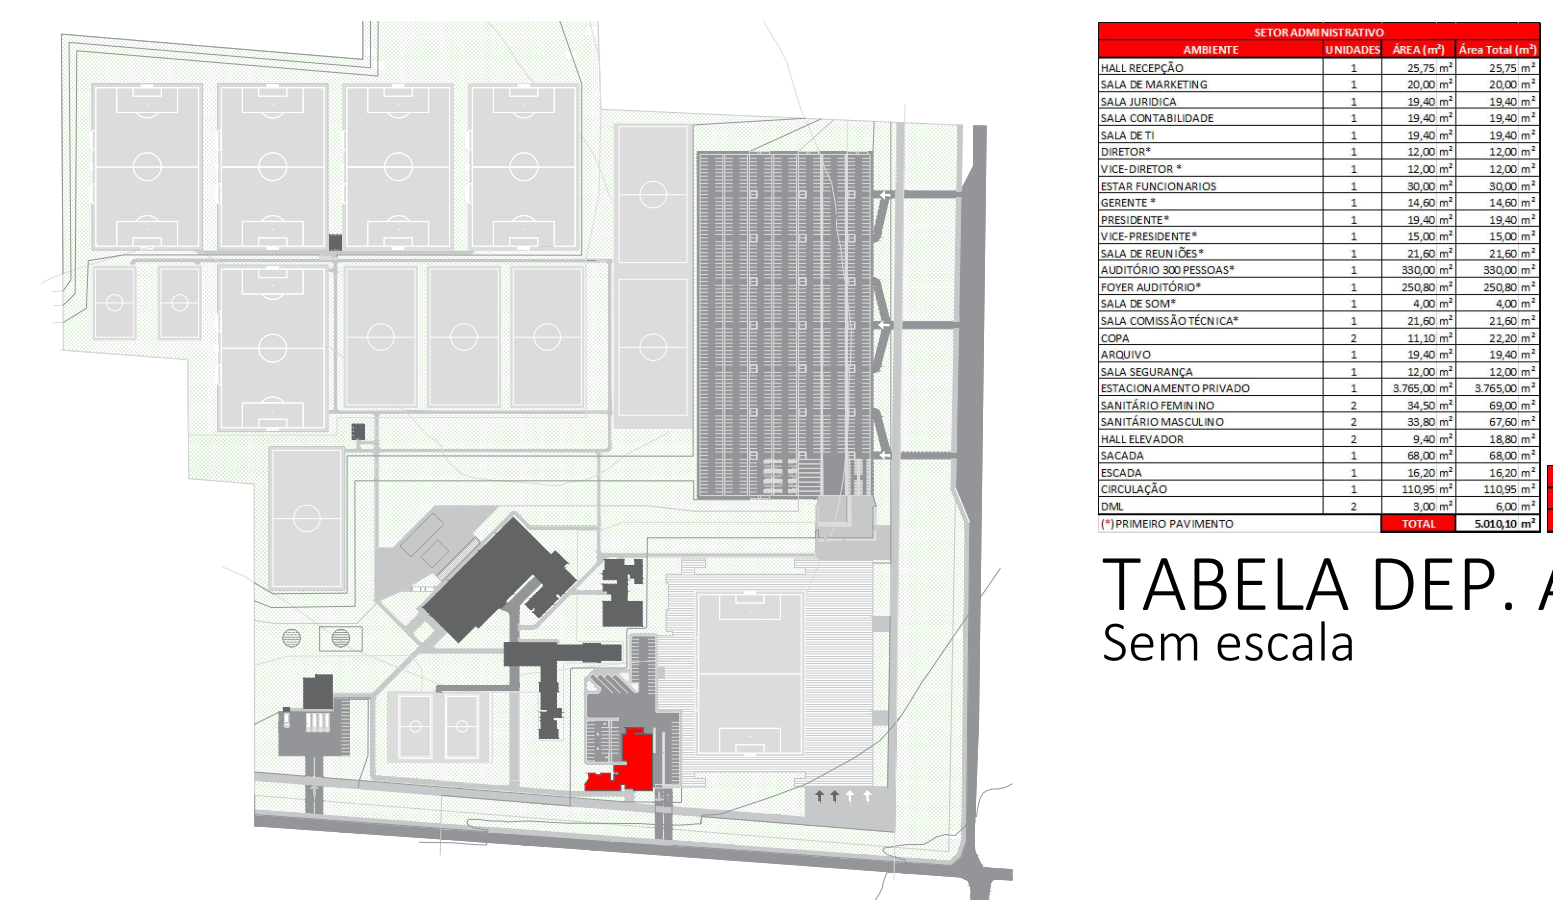 SETOR ADMINISTRATIVO
AMBIENTE UNIDADES ÁREA (m²) Área Total (m²)
HALL RECEPÇÃO 1 25,75 m² 25,75 m²
SALA DE MARKETING 1 20,00 m² 20,00 m²
SALA JURIDICA 1 19,40 m² 19,40 m²
SALA CONTABILIDADE 1 19,40 m² 19,40 m²
SALA DE TI 1 19,40 m² 19,40 m²
DIRETOR* 1 12,00 m² 12,00 m²
VICE-DIRETOR * 1 12,00 m² 12,00 m²
ESTAR FUNCIONARIOS 1 30,00 m² 30,00 m²
GERENTE * 1 14,60 m² 14,60 m²
PRESIDENTE* 1 19,40 m² 19,40 m²
VICE-PRESIDENTE* 1 15,00 m² 15,00 m²
SALA DE REUNIÕES* 1 21,60 m² 21,60 m²
AUDITÓRIO 300 PESSOAS* 1 330,00 m² 330,00 m²
FOYER AUDITÓRIO* 1 250,80 m² 250,80 m²
SALA DE SOM* 1 4,00 m² 4,00 m²
SALA COMISSÃO TÉCNICA* 1 21,60 m² 21,60 m²
COPA 2 11,10 m² 22,20 m²
ARQUIVO 1 19,40 m² 19,40 m²
SALA SEGURANÇA 1 12,00 m² 12,00 m²
ESTACIONAMENTO PRIVADO 1 3.765,00 m² 3.765,00 m²
SANITÁRIO FEMININO 2 34,50 m² 69,00 m²
SANITÁRIO MASCULINO 2 33,80 m² 67,60 m²
HALL ELEVADOR 2 9,40 m² 18,80 m²
SACADA 1 68,00 m² 68,00 m²
ESCADA 1 16,20 m² 16,20 m²
CIRCULAÇÃO 1 110,95 m² 110,95 m²
DML 2 3,00 m² 6,00 m²
(*)PRIMEIRO PAVIMENTO TOTAL 5.010,10 m²
TABELA DEP. A
Sem escala